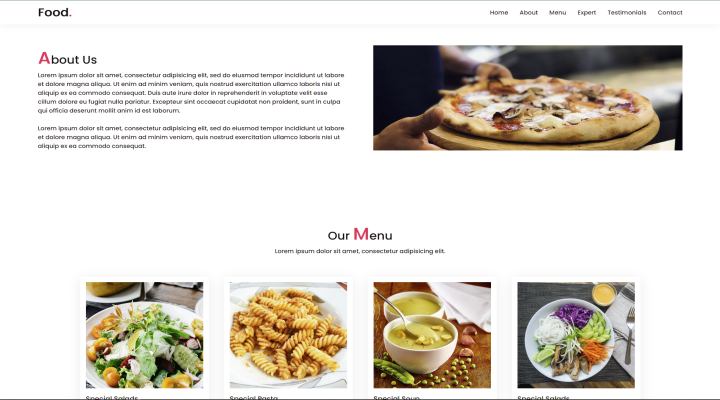 Food.
Home About Menu Expert Testimonials Contact
About Us
Lorem ipsum dolor sit amet, consectetur adipisicing elit, sed do eiusmod tempor incididunt ut labore
et dolore magna aliqua. Ut enim ad minim veniam, quis nostrud exercitation ullamco laboris nisi ut
aliquip ex ea commodo consequat. Duis aute irure dolor in reprehenderit in voluptate velit esse
cillum dolore eu fugiat nulla pariatur. Excepteur sint occaecat cupidatat non proident, sunt in culpa
qui officia deserunt mollit anim id est laborum.
Lorem ipsum dolor sit amet, consectetur adipisicing elit, sed do eiusmod tempor incididunt ut labore
et dolore magna aliqua. Ut enim ad minim veniam, quis nostrud exercitation ullamco laboris nisi ut
aliquip ex ea commodo consequat.
Our Menu
Lorem ipsum dolor sit amet, consectetur adipisicing elit.
Special Salads Special Pasta Special Soup Special Salads